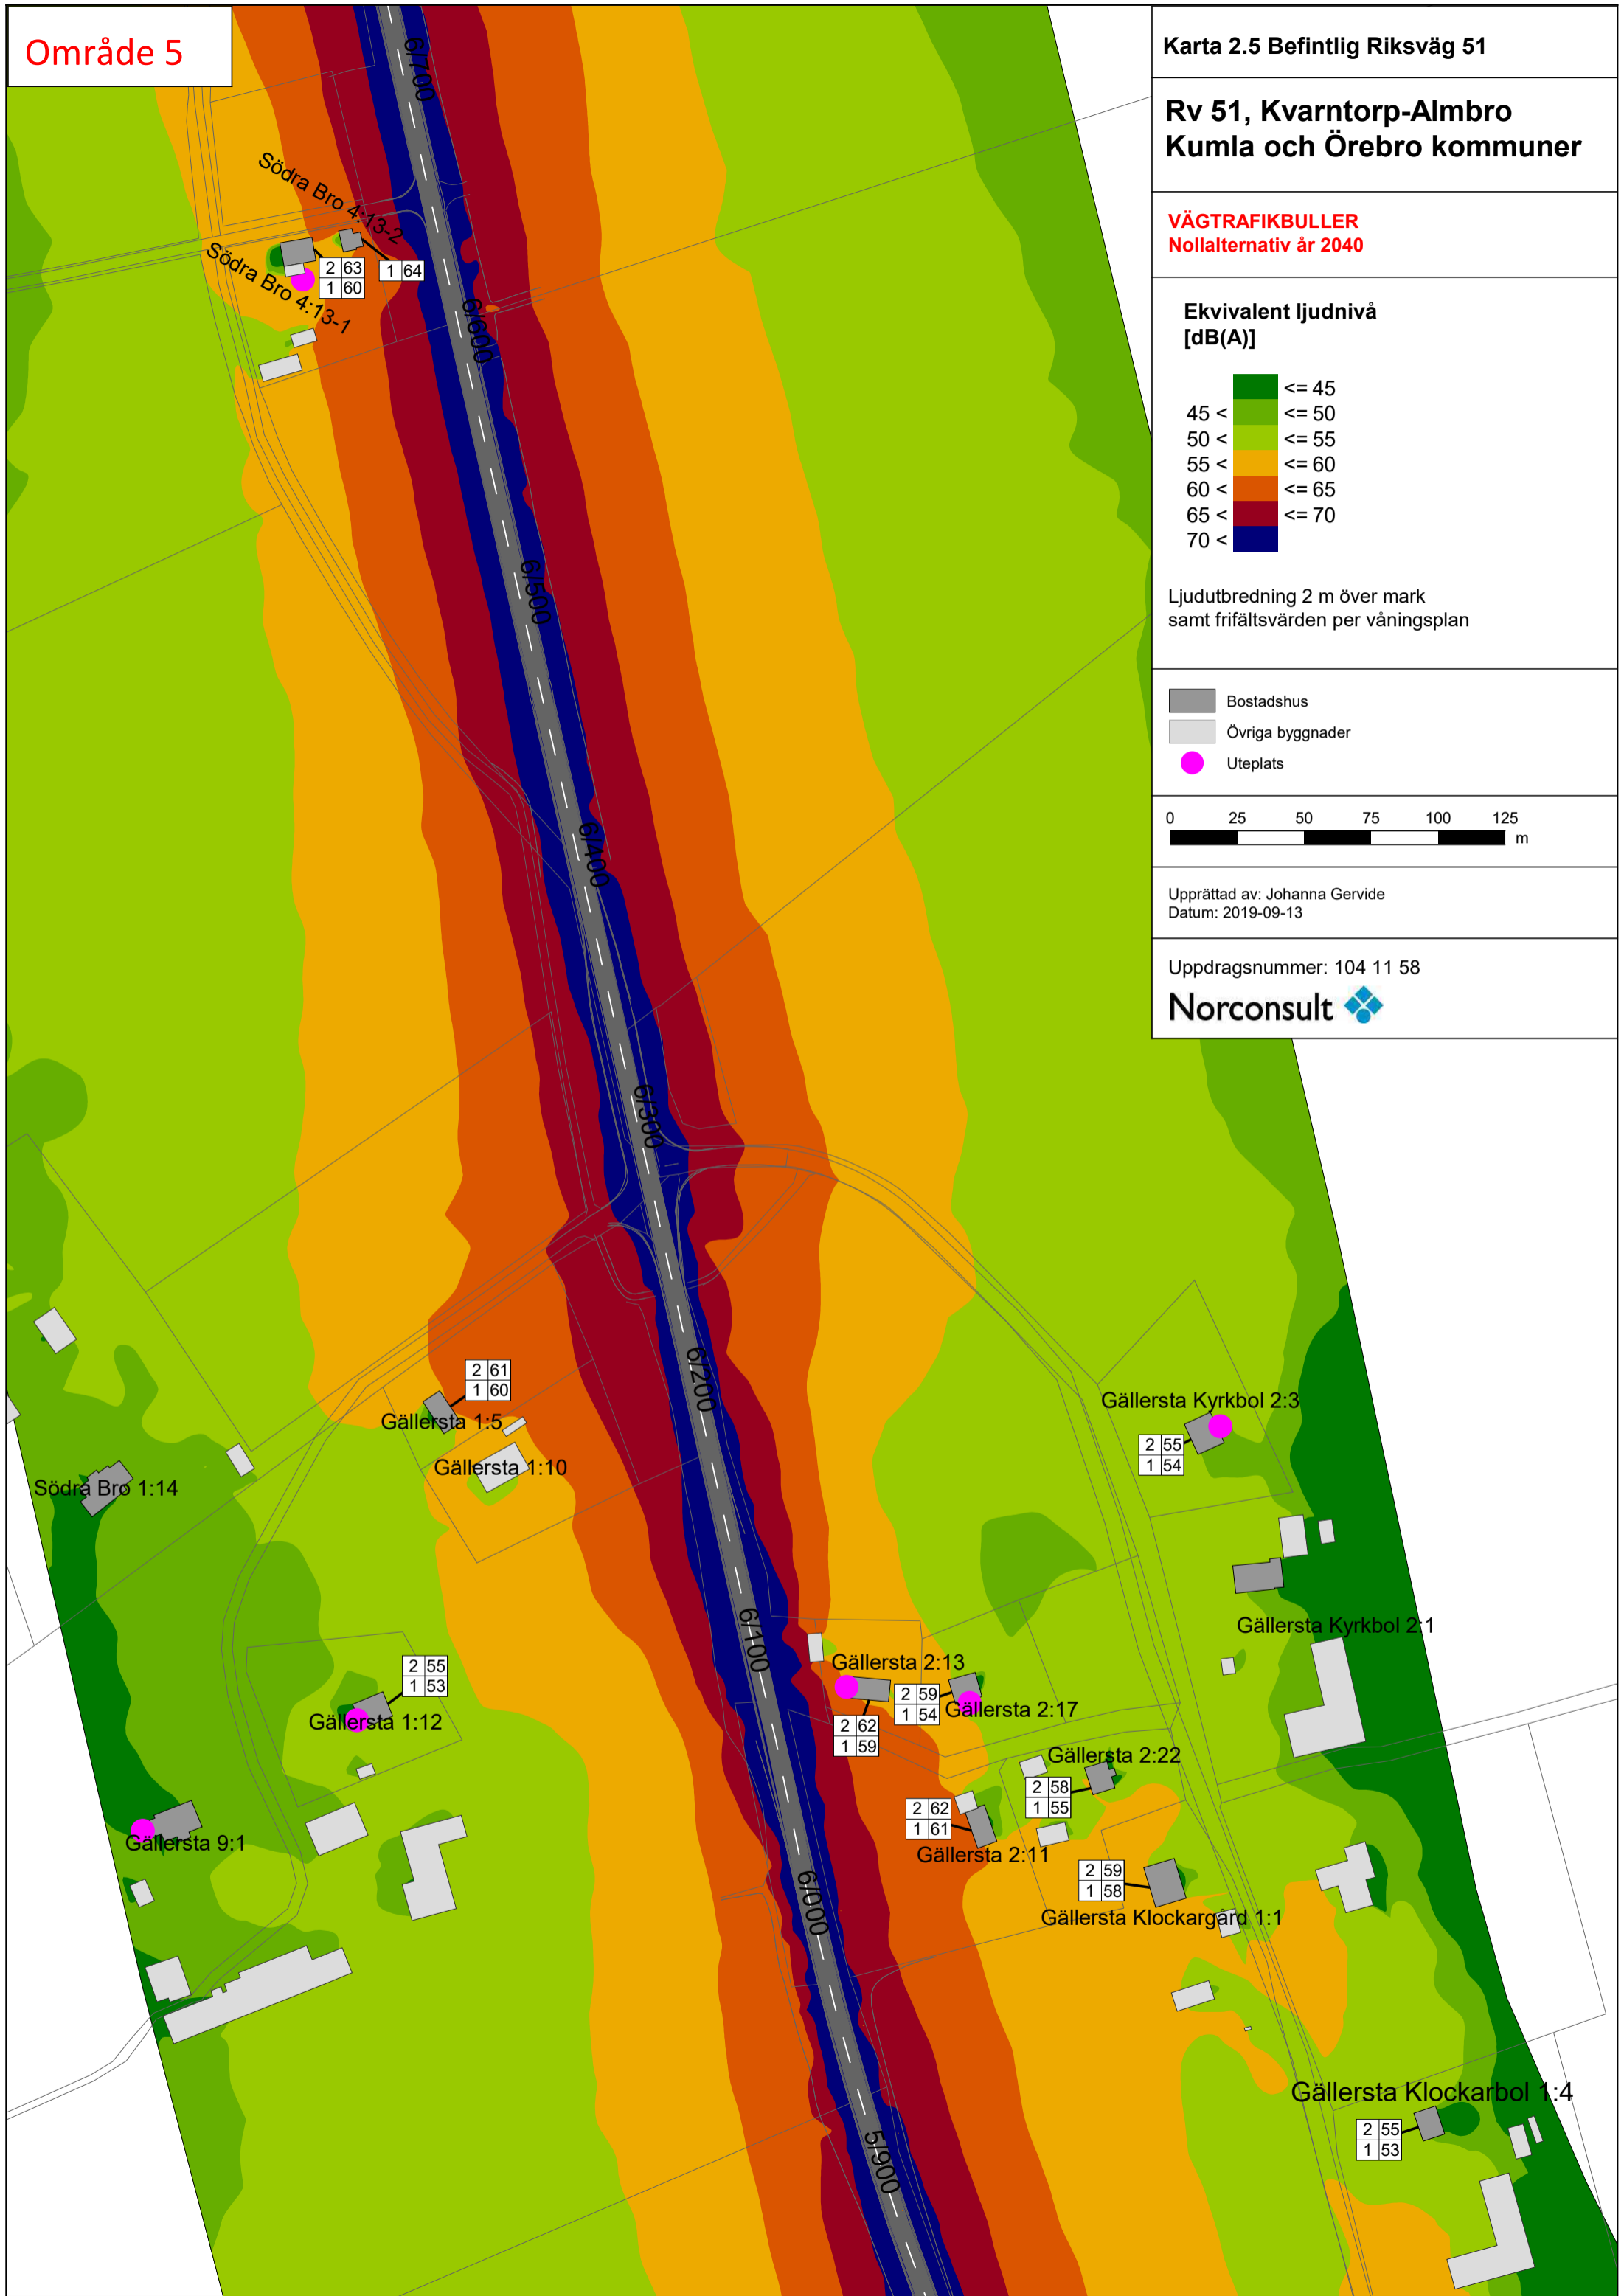 Område 5
Karta 2.5 Befintlig Riksväg 51
Rv 51, Kvarntorp-Almbro
Kumla och Örebro kommuner
VÄGTRAFIKBULLER
Nollalternativ år 2040
Ekvivalent ljudnivå
[dB(A)]
<= 45
45 < <= 50
50 < <= 55
55 < <= 60
60 < <= 65
65 < <= 70
70 <
Ljudutbredning 2 m över mark
samt frifältsvärden per våningsplan
Bostadshus
Övriga byggnader
Uteplats
0 25 50 75 100 125
m
Upprättad av: Johanna Gervide
Datum: 2019-09-13
Uppdragsnummer: 104 11 58
Norconsult
6/700
Södra Bro 4:13-2
1 64
Södra Bro 4:13-1
2 63
1 60
6/600
6/500
6/400
6/300
6/200
2 61
1 60
Gällersta 1:5
Gällersta 1:10
Södra Bro 1:14
Gällersta Kyrkbol 2:3
2 55
1 54
6/100
Gällersta Kyrkbol 2:1
2 55
1 53
Gällersta 1:12
Gällersta 2:13
2 62
1 59
2 59
1 54
Gällersta 2:17
Gällersta 2:22
2 58
1 55
2 62
1 61
Gällersta 2:11
Gällersta 9:1
2 59
1 58
Gällersta Klockargård 1:1
6/000
Gällersta Klockarbol 1:4
2 55
1 53
5/900